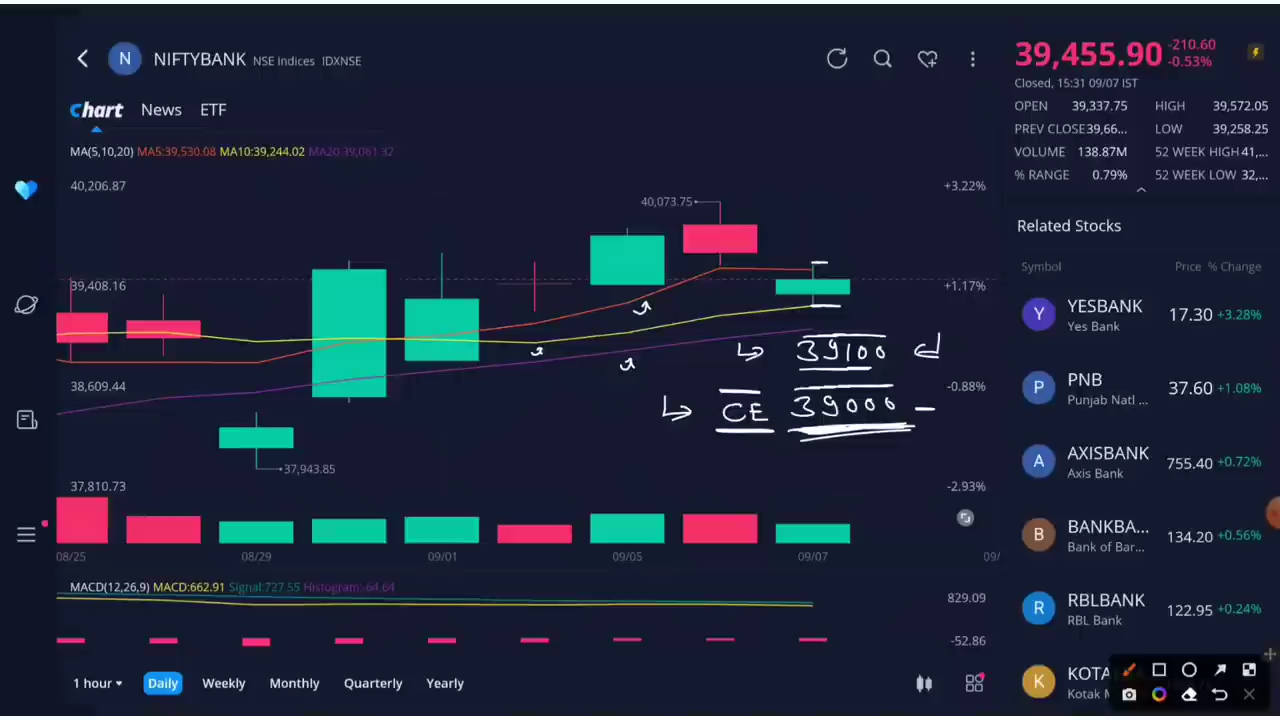 N NIFTYBANK NSE Indices IDXNSE
39,455.90 -210.60 -0.53%
Closed, 15:31 09/07 IST
OPEN 39,337.75 HIGH 39,572.05
PREV CLOSE 39,66... LOW 39,258.25
VOLUME 138.87M 52 WEEK HIGH 41,...
% RANGE 0.79% 52 WEEK LOW 32,...
Chart News ETF
MA(5,10,20) MA5:39,530.08 MA10:39,244.02 MA20:39,061.32
40,206.87 +3.22%
40,073.75
39,408.16 +1.17%
39100
38,609.44 -0.88%
CE 39000
37,943.85
37,810.73 -2.93%
08/25 08/29 09/01 09/05 09/07 09/
MACD(12,26,9) MACD:662.91 Signal:727.55 Histogram:-64.64
829.09
-52.86
1 hour Daily Weekly Monthly Quarterly Yearly
Related Stocks
Symbol Price % Change
Y YESBANK 17.30 +3.28%
Yes Bank
P PNB 37.60 +1.08%
Punjab Natl ...
A AXISBANK 755.40 +0.72%
Axis Bank
B BANKBA... 134.20 +0.56%
Bank of Bar...
R RBLBANK 122.95 +0.24%
RBL Bank
K KOTA
Kotak M